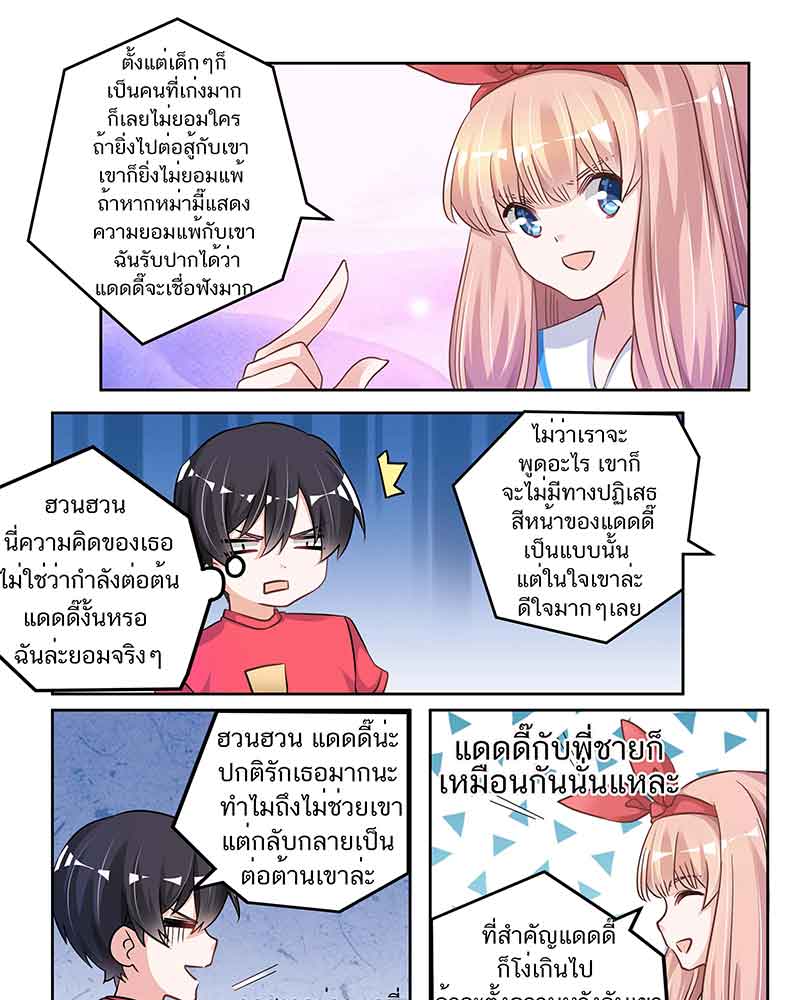 ตั้งแต่เด็กๆก็
เป็นคนที่เก่งมาก
ก็เลยไม่ยอมใคร
ถ้ายิ่งไปต่อสู้กับเขา
เขาก็ยิ่งไม่ยอมแพ้
ถ้าหากหม่ามี๊แสดง
ความยอมแพ้กับเขา
ฉันรับปากได้ว่า
แดดดี๊จะเชื่อฟังมาก
ไม่ว่าเราจะ
พูดอะไร เขาก็
จะไม่มีทางปฏิเสธ
สีหน้าของแดดดี๊
เป็นแบบนั้น
แต่ในใจเขาล่ะ
ดีใจมากๆเลย
ฮวนฮวน
นี่ความคิดของเธอ
ไม่ใช่ว่ากำลังต่อต้น
แดดดี๊งั้นหรอ
ฉันล่ะยอมจริงๆ
ฮวนฮวน แดดดี๊น่ะ
ปกติรักเธอมากนะ
ทำไมถึงไม่ช่วยเขา
แต่กลับกลายเป็น
ต่อต้านเขาล่ะ
แดดดี๊กับพี่ชายก็
เหมือนกันนั่นแหละ
ที่สำคัญแดดดี๊
ก็โง่เกินไป